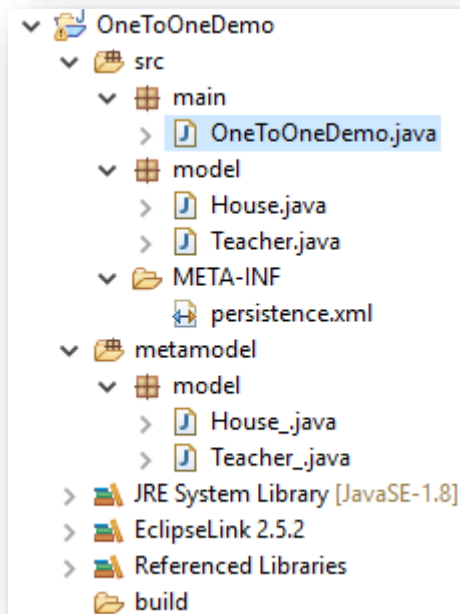 OneToOneDemo
src
main
OneToOneDemo.java
model
House.java
Teacher.java
META-INF
persistence.xml
metamodel
model
House_.java
Teacher_.java
JRE System Library [JavaSE-1.8]
EclipseLink 2.5.2
Referenced Libraries
build